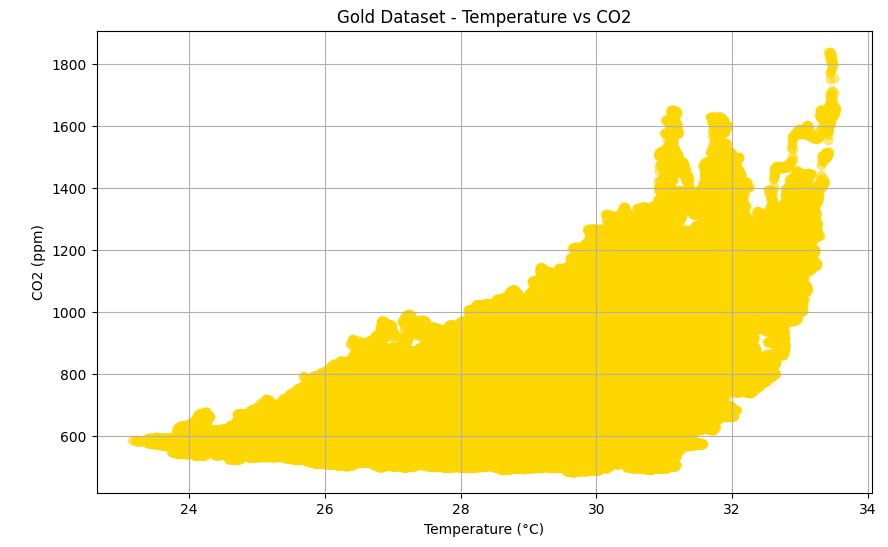 Gold Dataset - Temperature vs CO2
CO2 (ppm)
1800
1600
1400
1200
1000
800
600
24 26 28 30 32 34
Temperature (°C)